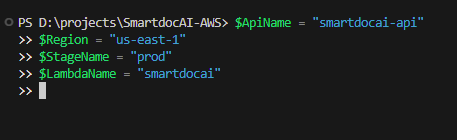 PS D:\projects\SmartdocAI-AWS> $ApiName = "smartdocai-api"
>> $Region = "us-east-1"
>> $StageName = "prod"
>> $LambdaName = "smartdocai"
>>